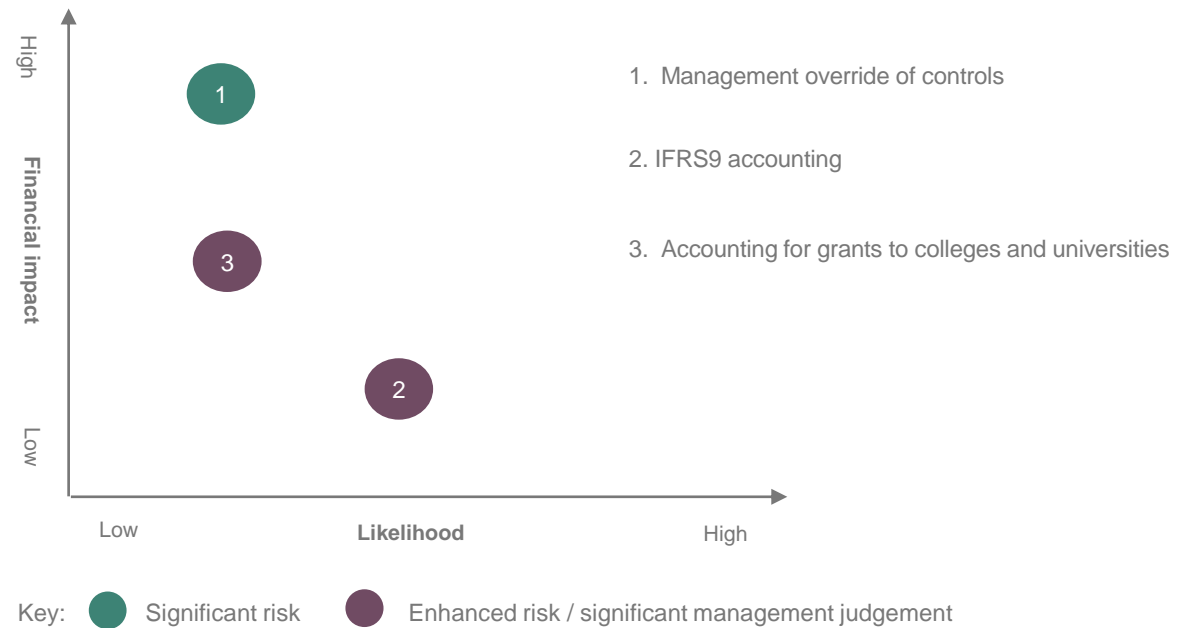 High
1
1. Management override of controls
2. IFRS9 accounting
Financial impact
3
3. Accounting for grants to colleges and universities
2
Low
Low
Likelihood
High
Key:
Significant risk
Enhanced risk / significant management judgement